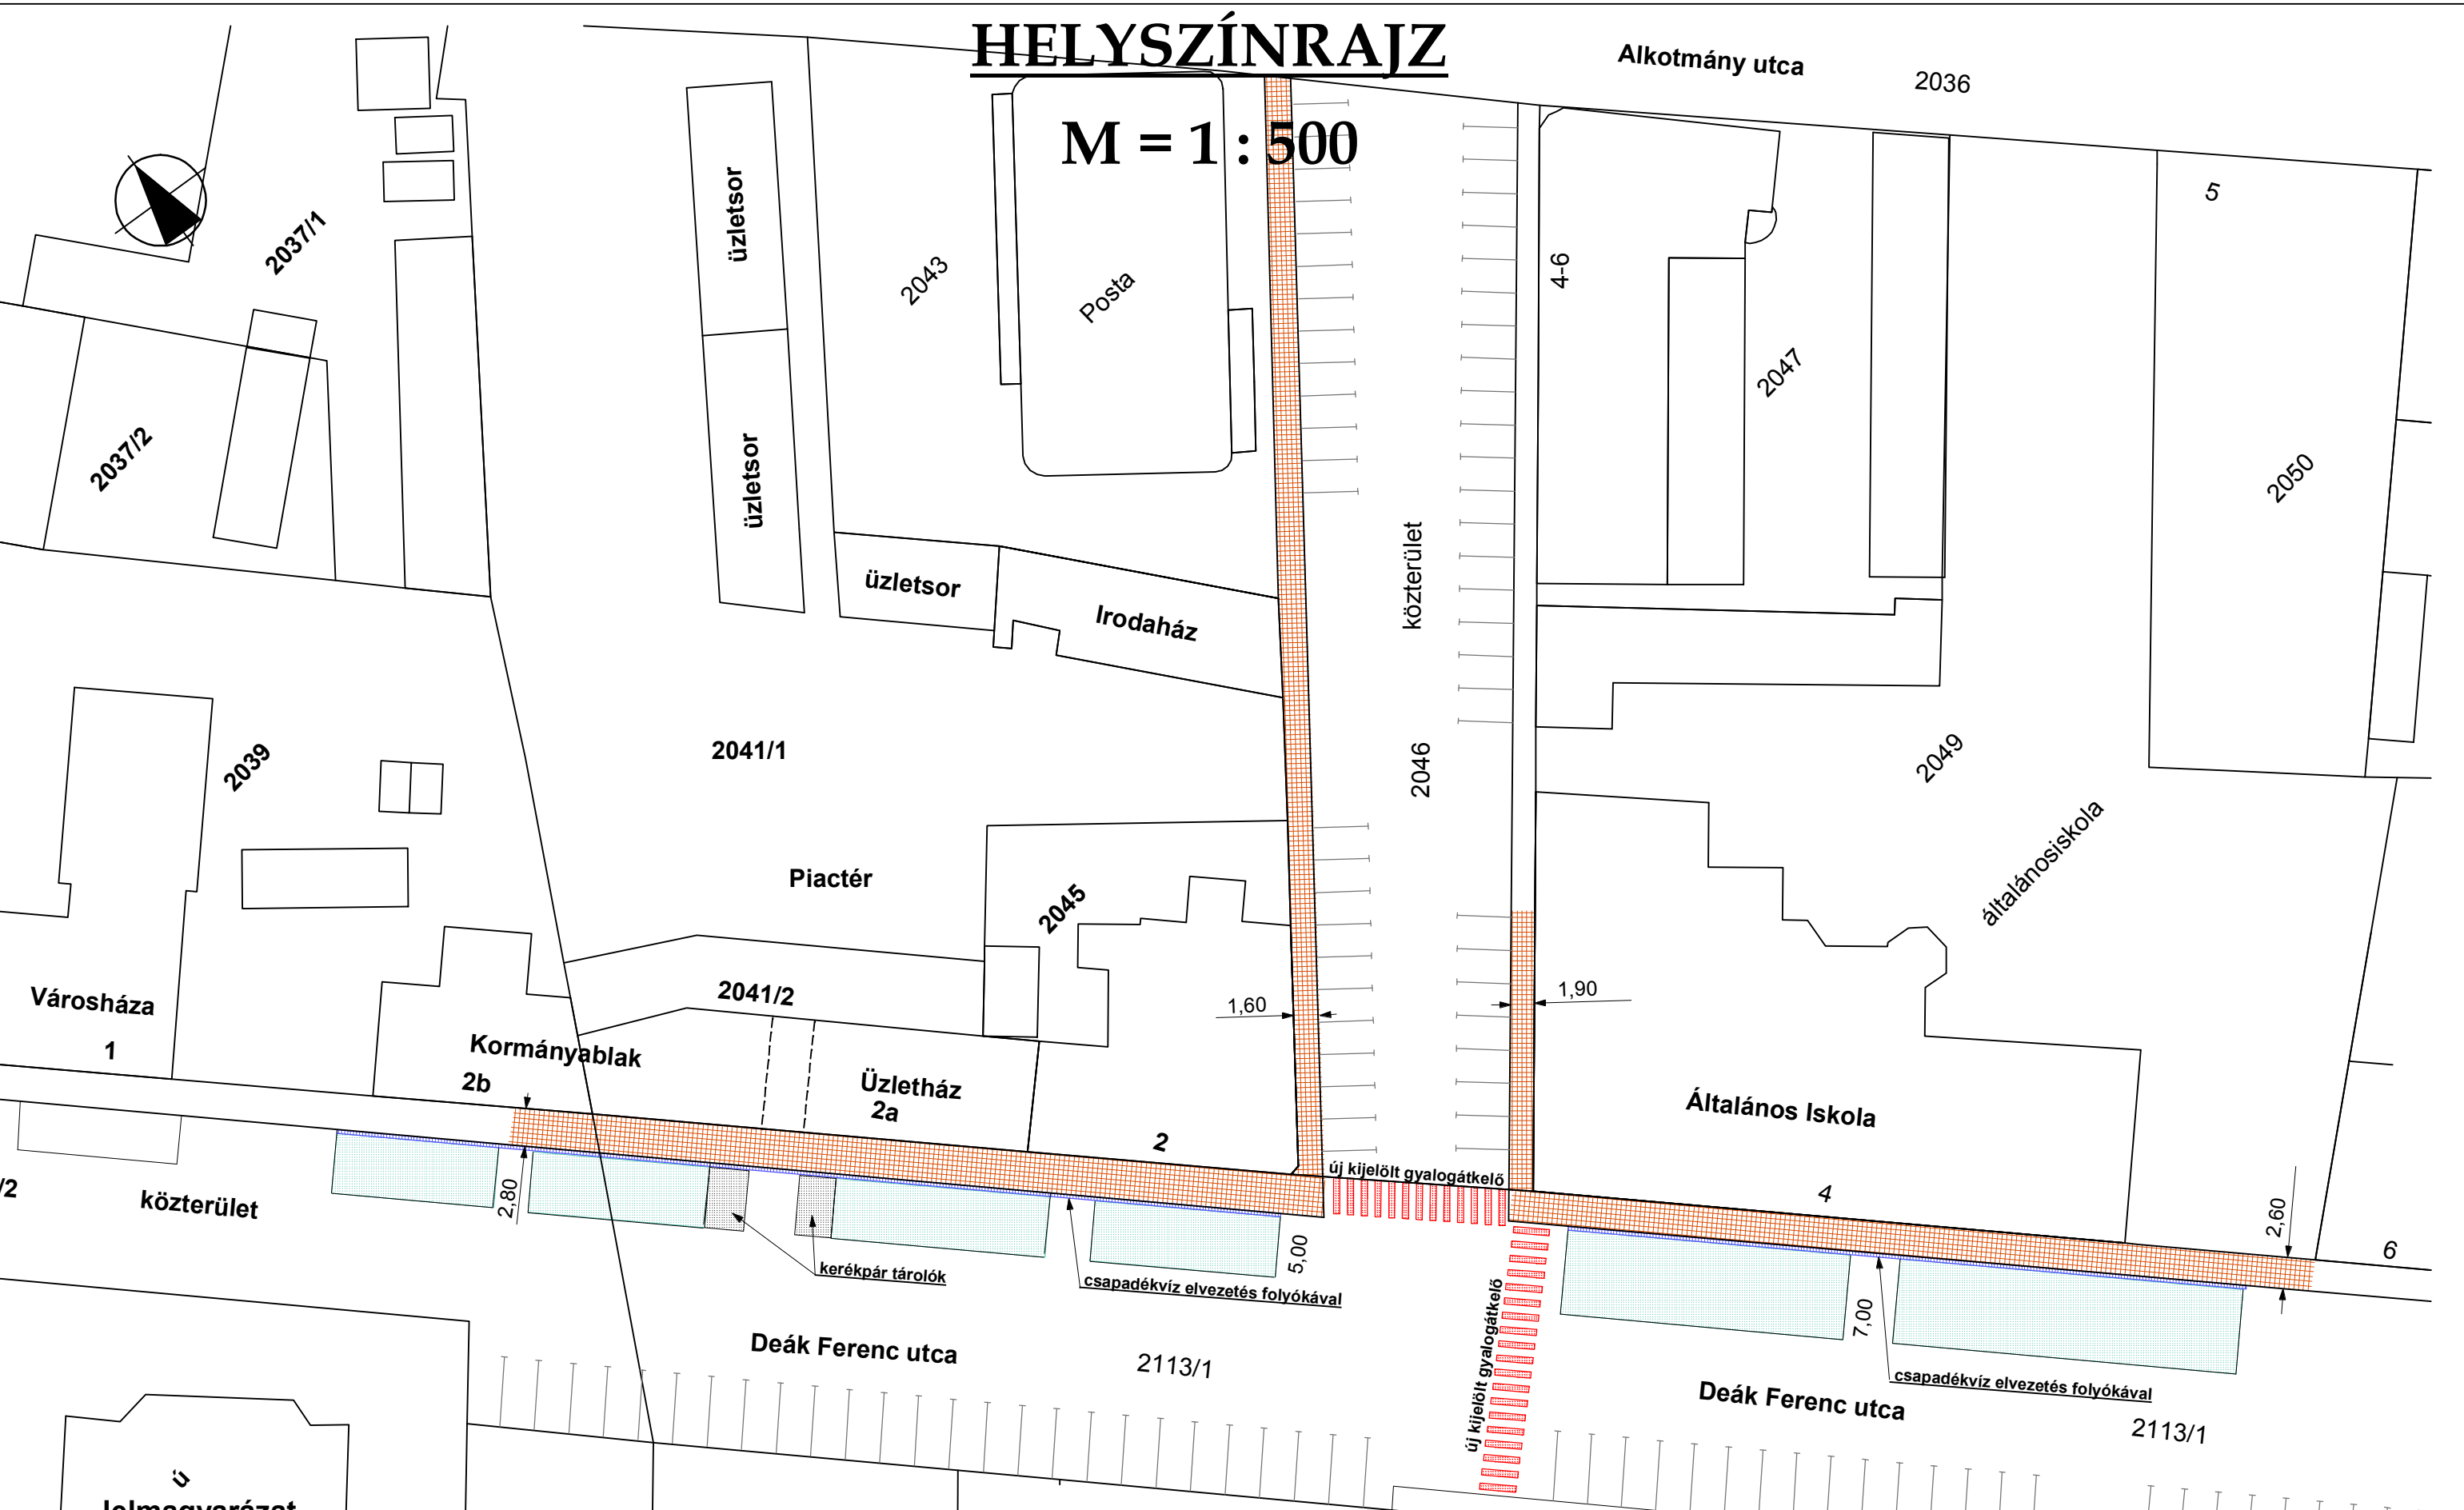 HELYSZÍNRAJZ
M = 1 : 500
Alkotmány utca
2036
2037/1
2037/2
üzletsor
üzletsor
2043
Posta
üzletsor
Irodaház
közterület
2046
4-6
2047
5
2050
2049
általánosiskola
2039
2041/1
Piactér
2045
2041/2
1,60
1,90
Városháza
1
Kormányablak
2b
Üzletház
2a
2
Általános Iskola
4
6
új kijelölt gyalogátkelő
/2
közterület
2,80
5,00
2,60
7,00
kerékpár tárolók
csapadékvíz elvezetés folyókával
új kijelölt gyalogátkelő
csapadékvíz elvezetés folyókával
Deák Ferenc utca
2113/1
Deák Ferenc utca
2113/1
ű
Jelmagyarázat